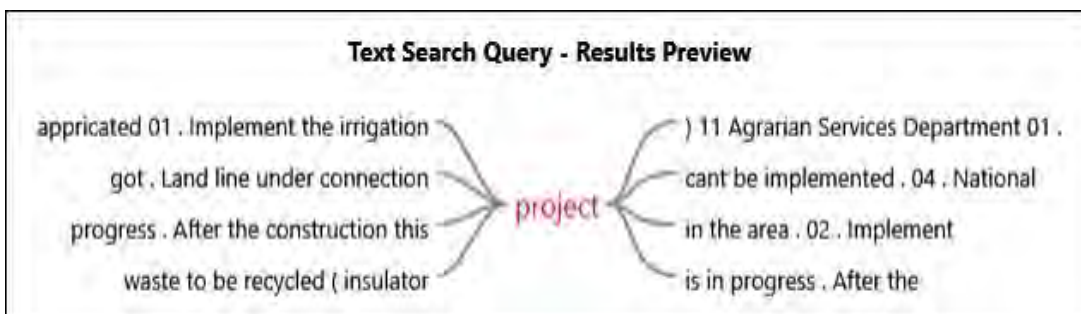 Text Search Query - Results Preview
appricated 01 . Implement the irrigation
got . Land line under connection
progress . After the construction this
waste to be recycled ( insulator
project
) 11 Agrarian Services Department 01 .
cant be implemented . 04 . National
in the area . 02 . Implement
is in progress . After the